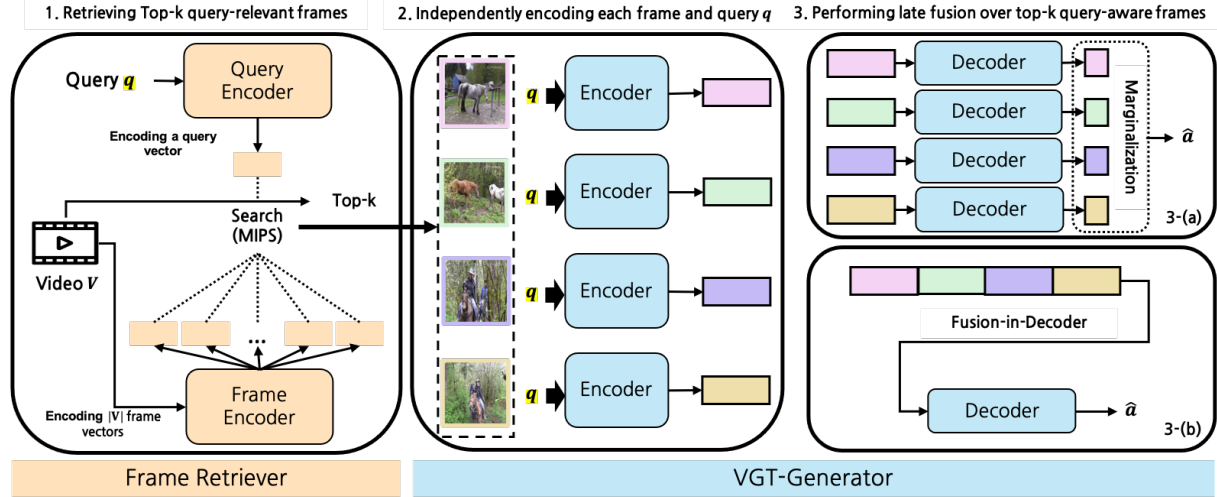 1. Retrieving Top-k query-relevant frames
Query q
Query
Encoder
Encoding a query
vector
Top-k
Search
(MIPS)
Video V
...
Frame
Encoder
Encoding |V| frame
vectors
Frame Retriever
2. Independently encoding each frame and query q
q
Encoder
q
Encoder
q
Encoder
q
Encoder
3. Performing late fusion over top-k query-aware frames
Decoder
Decoder
Decoder
Decoder
Marginalization
â
3-(a)
Fusion-in-Decoder
Decoder
â
3-(b)
VGT-Generator